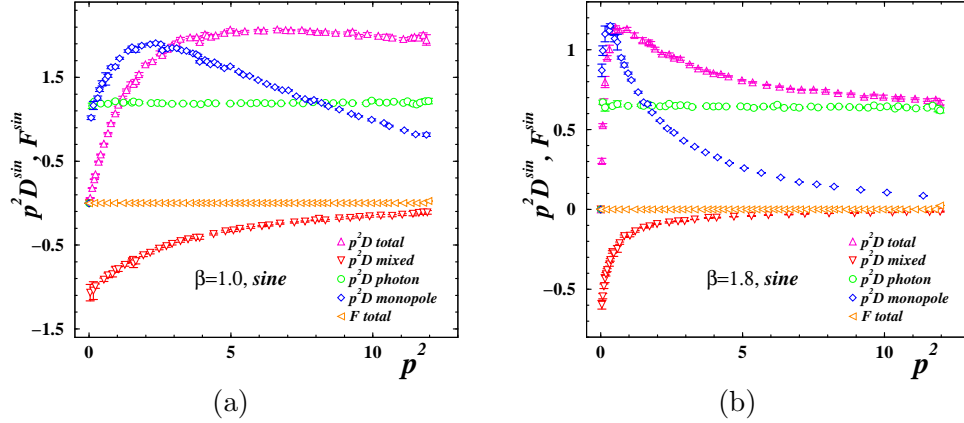 p²D^sin , F^sin
1.5
0.5
−0.5
−1.5
0
5
10
p²
p²D total
p²D mixed
p²D photon
p²D monopole
F total
β=1.0, sine
(a)
p²D^sin , F^sin
1
0.5
0
−0.5
0
5
10
p²
p²D total
p²D mixed
p²D photon
p²D monopole
F total
β=1.8, sine
(b)